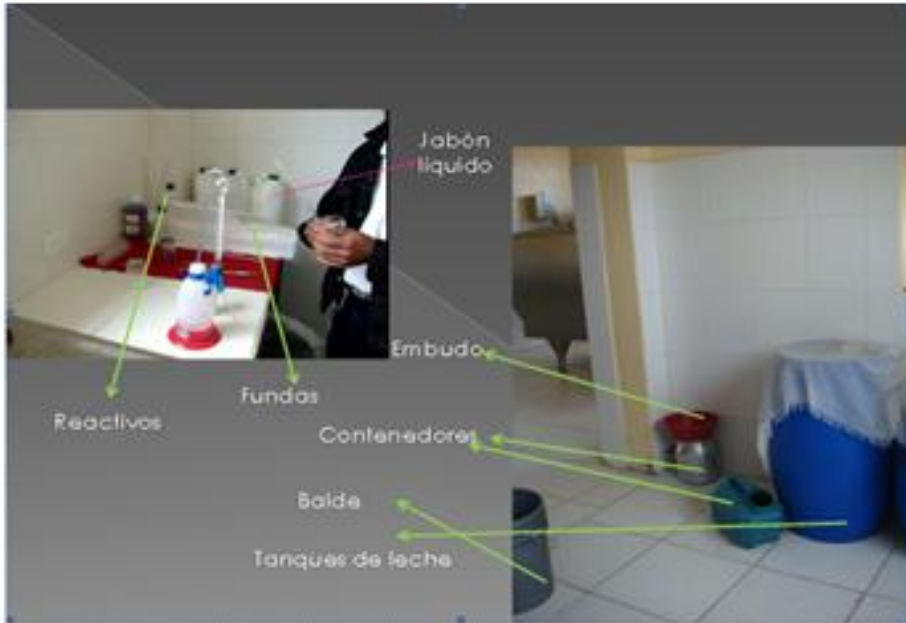 Jabón
líquido
Embudo
Fundas
Reactivos
Contenedores
Balde
Tanques de leche